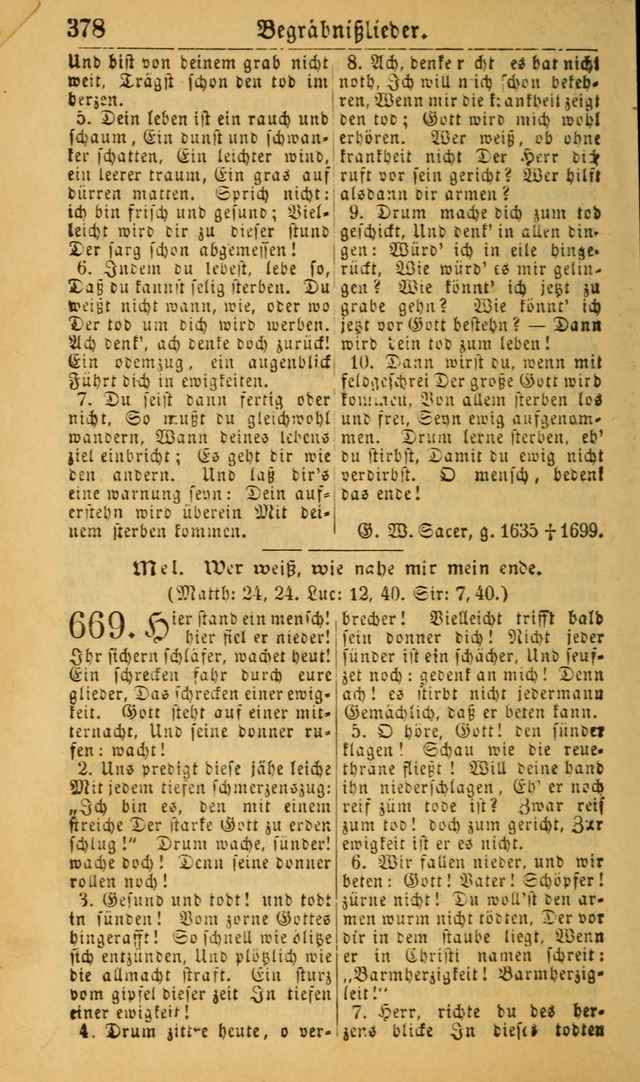 378 Begräbnißlieder.
Und bist von deinem grab nicht
weit, Trägst schon den tod im
herzen.
5. Dein leben ist ein rauch und
schaum, Ein dunst und schwan-
ker schatten, Ein leichter wind,
ein leerer traum, Ein gras auf
dürren matten. Sprich nicht:
ich bin frisch und gesund; Viel-
leicht wird dir zu dieser stund
Der sarg schon abgemessen!
6. Indem du lebest, lebe so,
Daß du kannst selig sterben. Du
weißt nicht wann, wie, oder wo
Der tod um dich wird werben.
Ach denk', ach denke doch zurück!
Ein odemzug, ein augenblick
Führt dich in ewigkeiten.
7. Du seist dann fertig oder
nicht, So mußt du gleichwohl
wandern, Wann deines lebens
ziel einbricht; Es geht dir wie
den andern. Und laß dir's
eine warnung seyn: Dein auf-
erstehn wird überein Mit dei-
nem sterben kommen.
8. Ach, denke nicht es hat nicht
noth, Ich will mich schon bekeh-
ren, Wenn mir die krankheit zeigt
den tod; Gott wird mich wohl
erhören. Wer weiß, ob ohne
krankheit nicht Der Herr dich
ruft vor sein gericht? Wer hilft
alsdann dir armen?
9. Drum mache dich zum tod
geschickt, Und denk' in allen din-
gen: Würd' ich in eile hinge-
rückt, Wie würd' es mir gelin-
gen? Wie könnt' ich jetzt zu
grabe gehn? Wie könnt' ich
jetzt vor Gott bestehn? — Dann
wird dein tod zum leben!
10. Dann wirst du, wenn mit
feldgeschrei Der große Gott wird
kommen, Von allem sterben los
und frei, Seyn ewig aufgenom-
men. Drum lerne sterben, eh'
du stirbst, Damit du ewig nicht
verdirbst. O mensch, bedenk
das ende!
G. W. Sacer, g. 1635 † 1699.
Mel. Wer weiß, wie nahe mir mein ende.
(Matth: 24, 24. Luc: 12, 40. Sir: 7, 40.)
669. Hier stand ein mensch!
hier fiel er nieder!
Ihr sichern schläfer, wachet heut!
Ein schrecken fahr durch eure
glieder, Das schrecken einer ewig-
keit. Gott steht auf einer mit-
ternacht, Und seine donner ru-
fen: wacht!
2. Uns predigt diese jähe leiche
Mit jedem tiefen schmerzenszug:
„Ich bin es, den mit einem
streiche Der starke Gott zu erden
schlug!" Drum wache, sünder!
wache doch! Denn seine donner
rollen noch!
3. Gesund und todt! und todt
in sünden! Vom zorne Gottes
hingerafft! So schnell wie blitze
sich entzünden, Und plötzlich wie
die allmacht straft. Ein sturz
vom gipfel dieser zeit In tiefen
einer ewigkeit!
4. Drum zittre heute, o ver-
brecher! Vielleicht trifft bald
sein donner dich! Nicht jeder
sünder ist ein schächer, Und seuf-
zet noch: gedenk an mich! Denn
ach! es stirbt nicht jedermann
Gemächlich, daß er beten kann.
5. O höre, Gott! den sünder
klagen! Schau wie die reue-
thräne fließt! Will deine hand
ihn niederschlagen, Eh' er noch
reif züm tode ist? Zwar reif
zum tod! doch zum gericht, Zur
ewigkeit ist er es nicht.
6. Wir fallen nieder, und wir
beten: Gott! Vater! Schöpfer!
zürne nicht! Du woll'st den ar-
men wurm nicht tödten, Der vor
dir in dem staube liegt, Wenn
er in Christi namen schreit:
„Barmherzigkeit! Barmherzig-
keit!"
7. Herr, richte du des her-
zens blicke In dieses todten